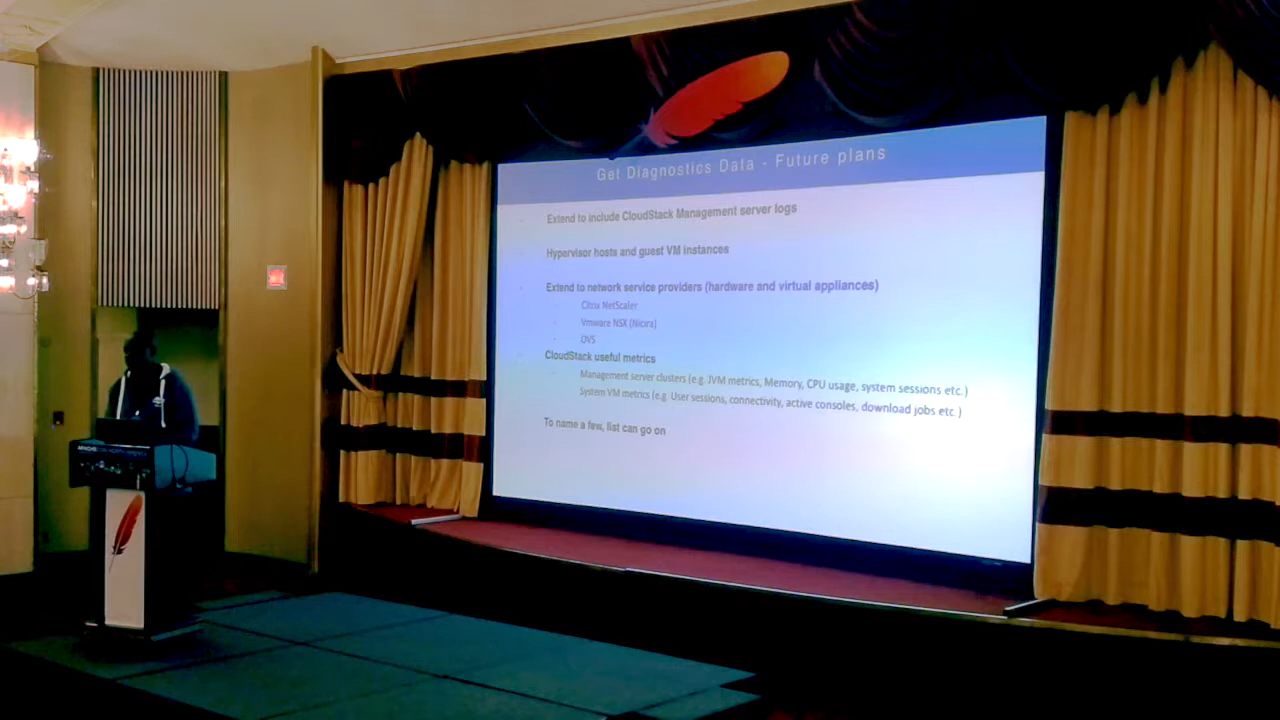 Get Diagnostics Data - Future plans
Extend to include CloudStack Management server logs
Hypervisor hosts and guest VM instances
Extend to network service providers (hardware and virtual appliances)
Citrix NetScaler
Vmware NSX (Nicira)
OVS
CloudStack useful metrics
Management server clusters (e.g. JVM metrics, Memory, CPU usage, system sessions etc.)
System VM metrics (e.g. User sessions, connectivity, active consoles, download jobs etc.)
To name a few, list can go on
APACHE